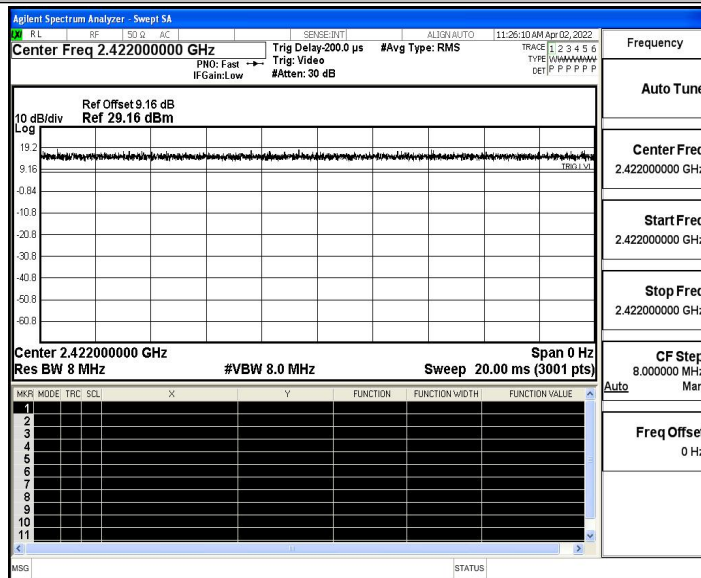 Agilent Spectrum Analyzer - Swept SA
RL RF 50 Ω AC SENSE:INT ALIGN AUTO 11:26:10 AM Apr 02, 2022
Center Freq 2.422000000 GHz
PNO: Fast
IFGain:Low
Trig Delay-200.0 µs
Trig: Video
#Atten: 30 dB
#Avg Type: RMS
TRACE 1 2 3 4 5 6
TYPE WWWWWW
DET P P P P P P
Ref Offset 9.16 dB
10 dB/div Ref 29.16 dBm
Log
19.2
9.16
TRIG LVL
-0.84
-10.8
-20.8
-30.8
-40.8
-50.8
-60.8
Center 2.422000000 GHz Span 0 Hz
Res BW 8 MHz #VBW 8.0 MHz Sweep 20.00 ms (3001 pts)
MKR MODE TRC SCL X Y FUNCTION FUNCTION WIDTH FUNCTION VALUE
1
2
3
4
5
6
7
8
9
10
11
MSG STATUS
Frequency
Auto Tune
Center Freq
2.422000000 GHz
Start Freq
2.422000000 GHz
Stop Freq
2.422000000 GHz
CF Step
8.000000 MHz
Auto Man
Freq Offset
0 Hz